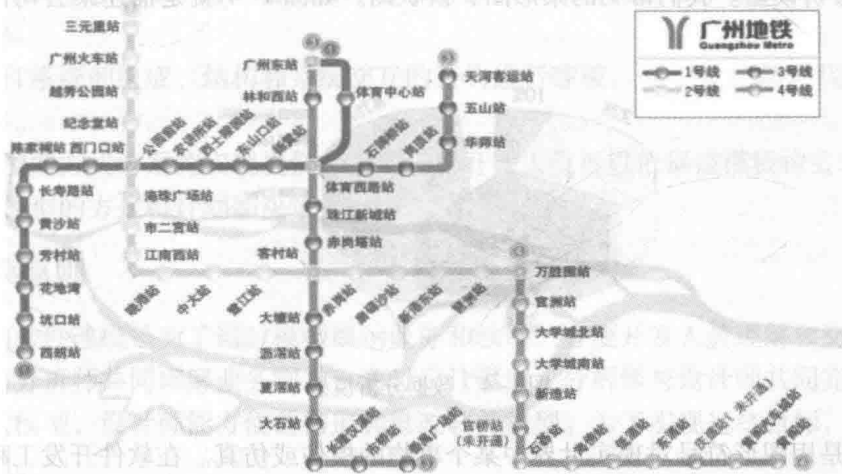 三元里站
广州火车站
越秀公园站
纪念堂站
陈家祠站
西门口站
公园前站
农讲所站
烈士陵园站
东山口站
杨箕站
广州东站
林和西站
体育中心站
天河客运站
五山站
华师站
岗顶站
石牌桥站
体育西路站
珠江新城站
赤岗塔站
客村站
长寿路站
黄沙站
芳村站
花地湾
坑口站
西朗站
海珠广场站
市二宫站
江南西站
晓港站
中大站
鹭江站
赤岗站
磨碟沙站
新港东站
琶洲站
万胜围站
官洲站
大学城北站
大学城南站
新造站
官桥站
(未开通)
石碁站
海傍站
低涌站
东涌站
庆盛站(未开通)
黄阁汽车城站
大塘站
沥滘站
厦滘站
大石站
汉溪长隆站
市桥站
番禺广场站
广州地铁
Guangzhou Metro
1号线
3号线
2号线
4号线
是
某个
或仿真。在软件开发工